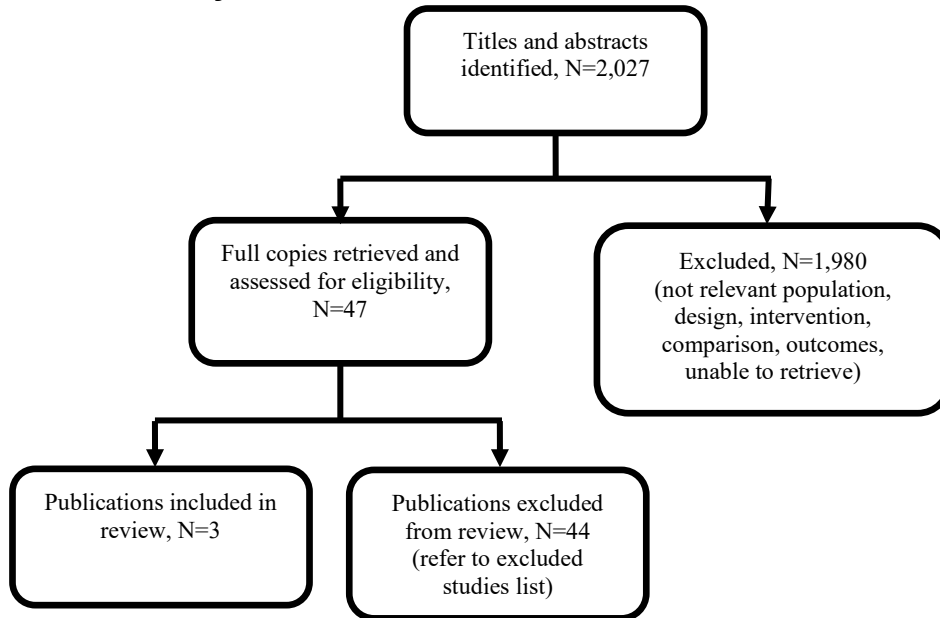 Titles and abstracts
identified, N=2,027
Full copies retrieved and
assessed for eligibility,
N=47
Excluded, N=1,980
(not relevant population,
design, intervention,
comparison, outcomes,
unable to retrieve)
Publications included in
review, N=3
Publications excluded
from review, N=44
(refer to excluded
studies list)